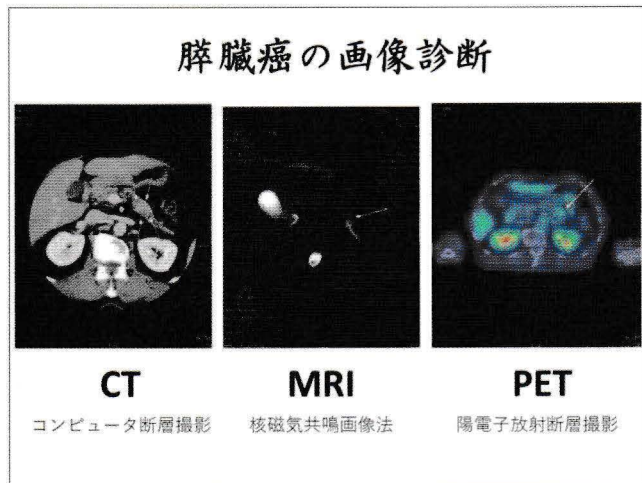 膵臓癌の画像診断
CT
MRI
PET
コンピュータ断層撮影
核磁気共鳴画像法
陽電子放射断層撮影